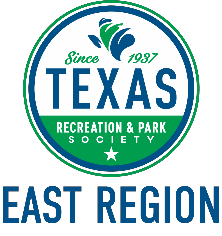 Since 1937
TEXAS
RECREATION & PARK
SOCIETY
EAST REGION